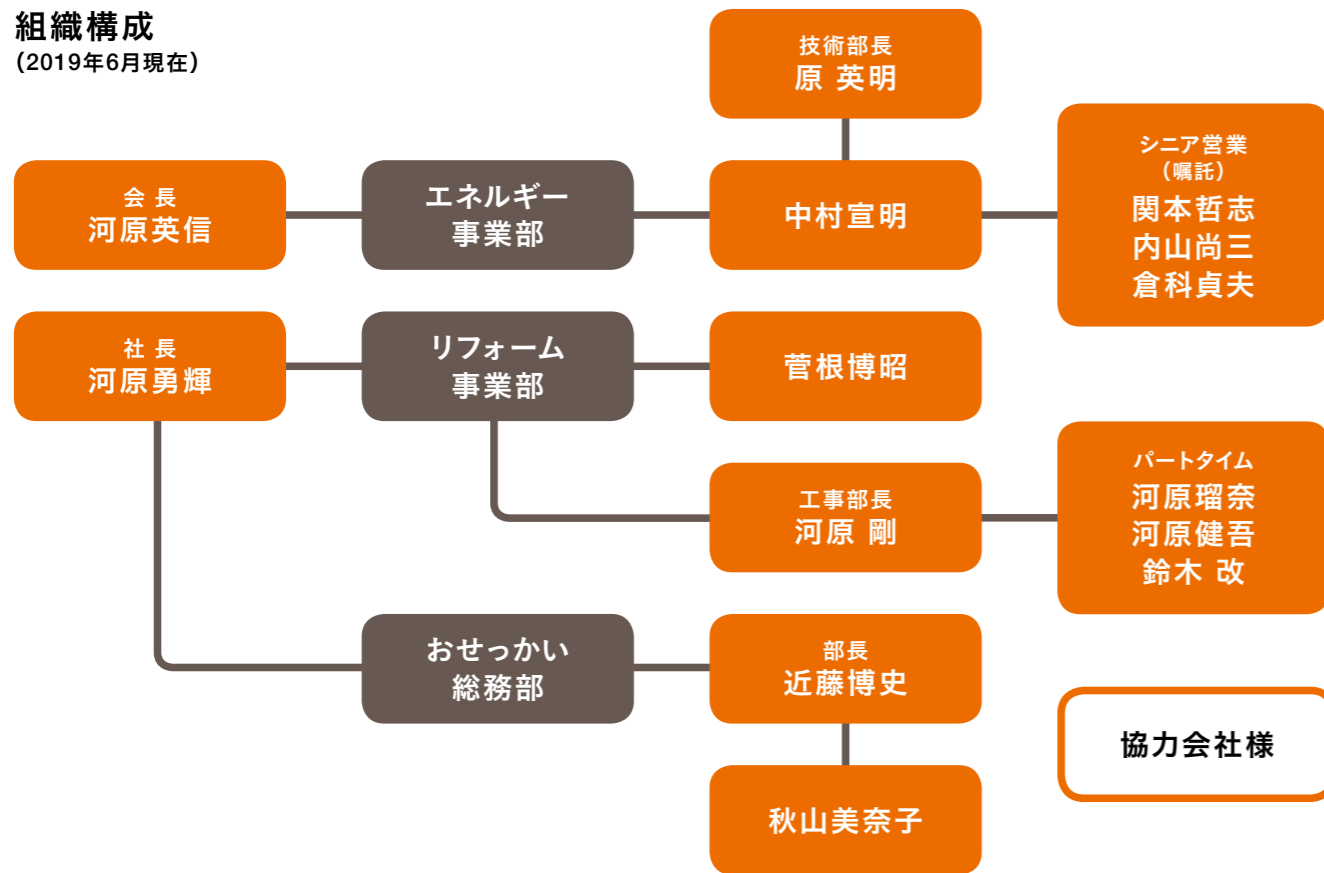 組織構成
(2019年6月現在)
技術部長
原 英明
会 長
河原英信
エネルギー
事業部
中村宣明
シニア営業
(嘱託)
関本哲志
内山尚三
倉科貞夫
社 長
河原勇輝
リフォーム
事業部
菅根博昭
工事部長
河原 剛
パートタイム
河原瑠奈
河原健吾
鈴木 改
おせっかい
総務部
部長
近藤博史
秋山美奈子
協力会社様